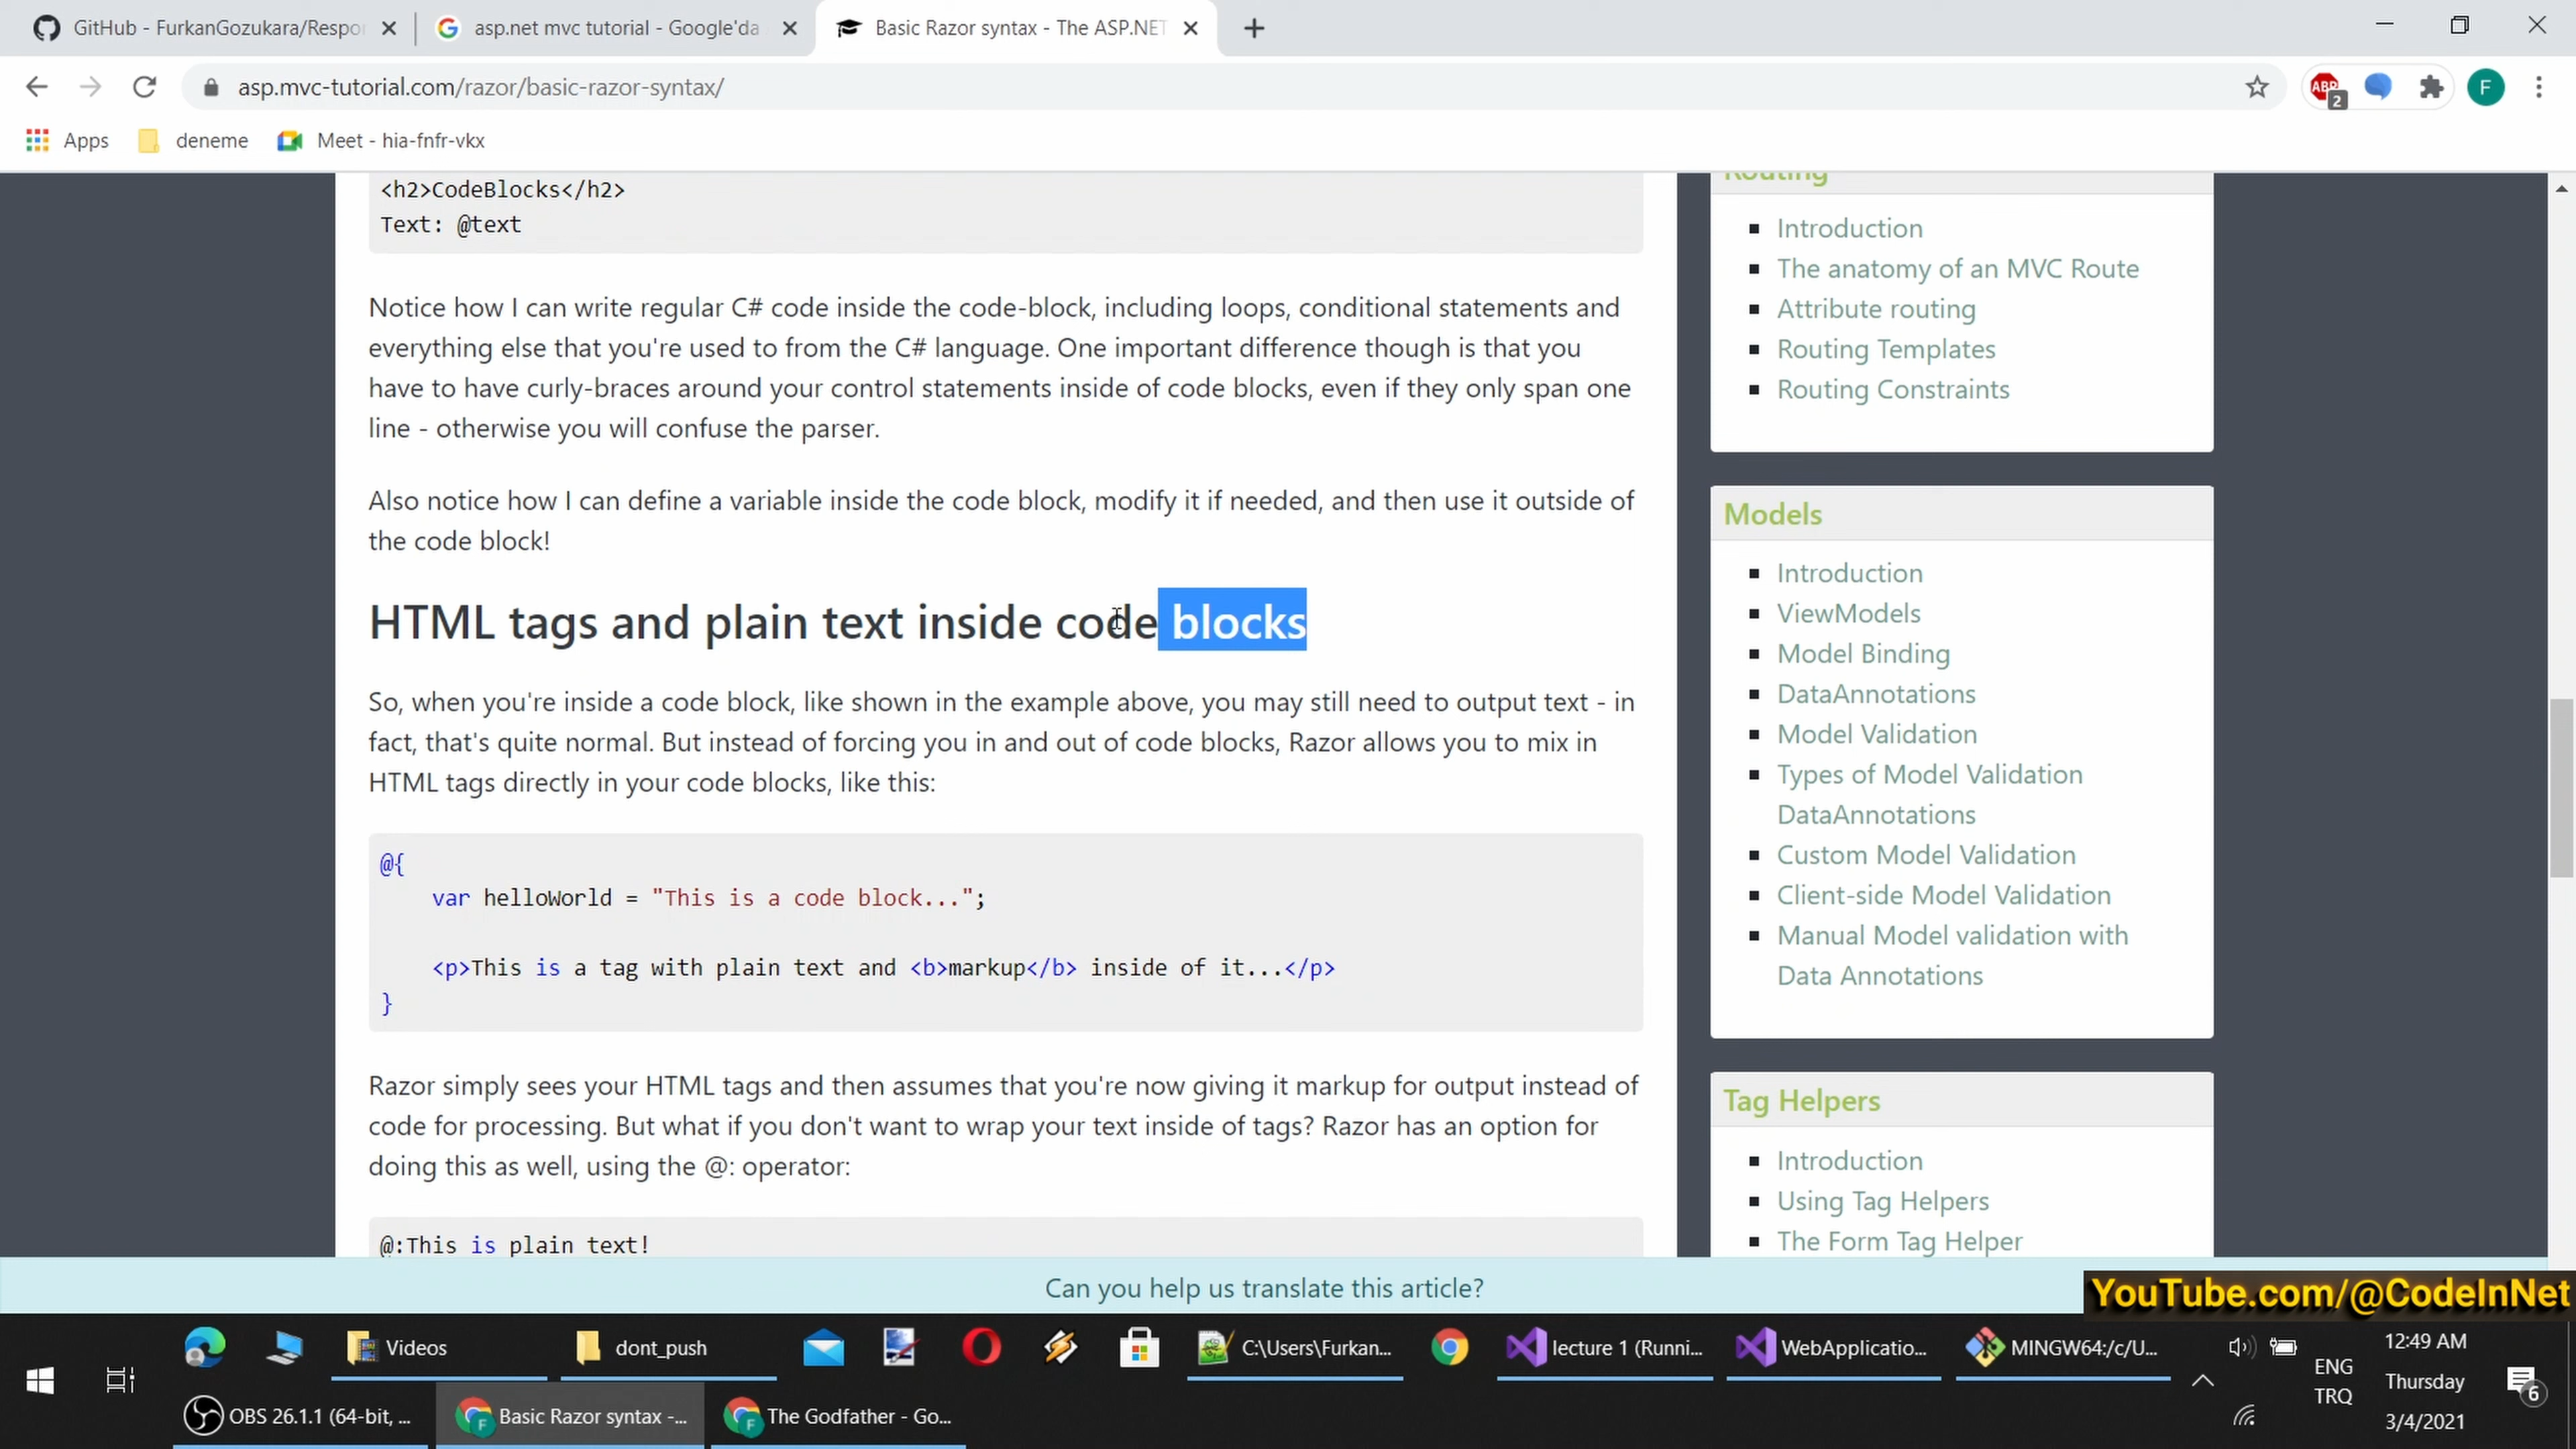 GitHub - FurkanGozukara/Respo
asp.net mvc tutorial - Google'da
Basic Razor syntax - The ASP.NET
asp.mvc-tutorial.com/razor/basic-razor-syntax/
ABP
2
F
Apps
deneme
Meet - hia-fnfr-vkx
<h2>CodeBlocks</h2>
Text: @text
Notice how I can write regular C# code inside the code-block, including loops, conditional statements and
everything else that you're used to from the C# language. One important difference though is that you
have to have curly-braces around your control statements inside of code blocks, even if they only span one
line - otherwise you will confuse the parser.
Also notice how I can define a variable inside the code block, modify it if needed, and then use it outside of
the code block!
HTML tags and plain text inside code blocks
So, when you're inside a code block, like shown in the example above, you may still need to output text - in
fact, that's quite normal. But instead of forcing you in and out of code blocks, Razor allows you to mix in
HTML tags directly in your code blocks, like this:
@{
var helloWorld = "This is a code block...";
<p>This is a tag with plain text and <b>markup</b> inside of it...</p>
}
Razor simply sees your HTML tags and then assumes that you're now giving it markup for output instead of
code for processing. But what if you don't want to wrap your text inside of tags? Razor has an option for
doing this as well, using the @: operator:
@:This is plain text!
Routing
Introduction
The anatomy of an MVC Route
Attribute routing
Routing Templates
Routing Constraints
Models
Introduction
ViewModels
Model Binding
DataAnnotations
Model Validation
Types of Model Validation
DataAnnotations
Custom Model Validation
Client-side Model Validation
Manual Model validation with
Data Annotations
Tag Helpers
Introduction
Using Tag Helpers
The Form Tag Helper
Can you help us translate this article?
YouTube.com/@CodeInNet
Videos
dont_push
C:\Users\Furkan...
lecture 1 (Runni...
WebApplicatio...
MINGW64:/c/U...
OBS 26.1.1 (64-bit, ...
Basic Razor syntax -...
The Godfather - Go...
ENG
TRQ
12:49 AM
Thursday
3/4/2021
6